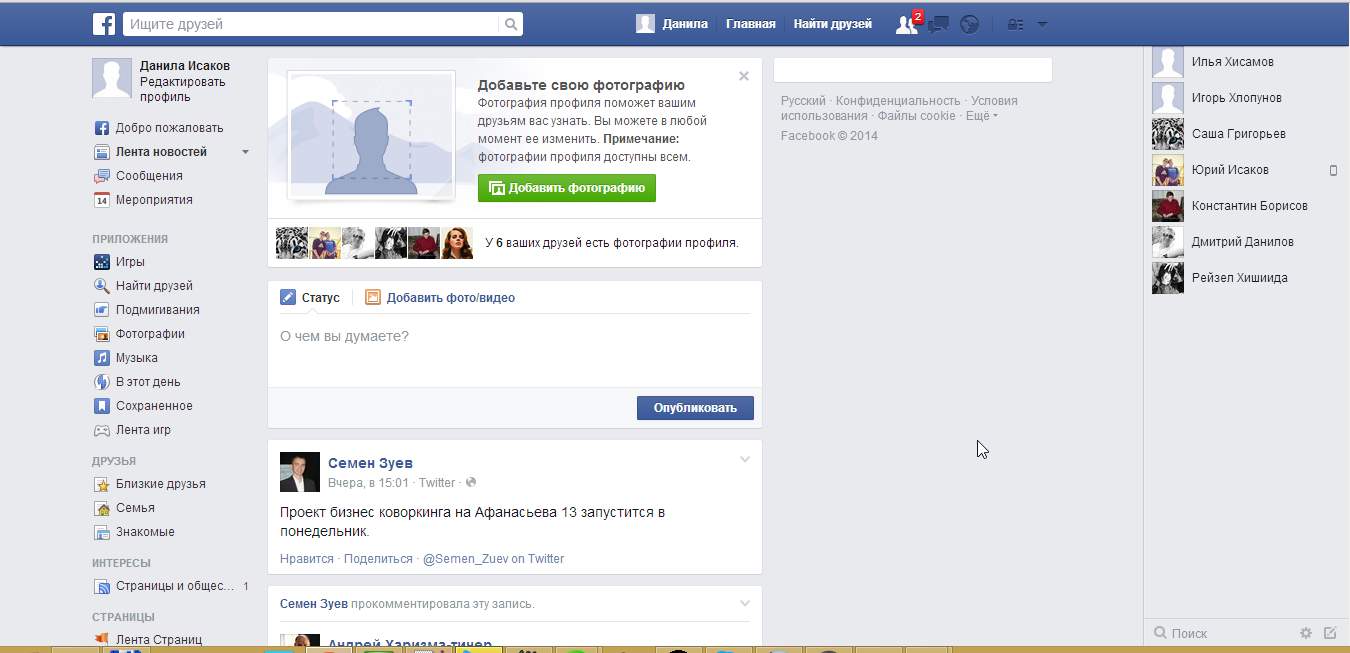 Ищите друзей
Данила
Главная
Найти друзей
2
Данила Исаков
Редактировать
профиль
Добро пожаловать
Лента новостей
Сообщения
14
Мероприятия
ПРИЛОЖЕНИЯ
Игры
Найти друзей
Подмигивания
Фотографии
Музыка
В этот день
Сохраненное
Лента игр
ДРУЗЬЯ
Близкие друзья
Семья
Знакомые
ИНТЕРЕСЫ
Страницы и общес... 1
СТРАНИЦЫ
Лента Страниц
Добавьте свою фотографию
Фотография профиля поможет вашим
друзьям вас узнать. Вы можете в любой
момент ее изменить. Примечание:
фотографии профиля доступны всем.
Добавить фотографию
У 6 ваших друзей есть фотографии профиля.
Статус
Добавить фото/видео
О чем вы думаете?
Опубликовать
Семен Зуев
Вчера, в 15:01 · Twitter ·
Проект бизнес коворкинга на Афанасьева 13 запустится в
понедельник.
Нравится · Поделиться · @Semen_Zuev on Twitter
Семен Зуев прокомментировала эту запись.
Андрей Харизма-тичер
Русский · Конфиденциальность · Условия
использования · Файлы cookie · Ещё
Facebook © 2014
Илья Хисамов
Игорь Хлопунов
Саша Григорьев
Юрий Исаков
Константин Борисов
Дмитрий Данилов
Рейзел Хишиида
Поиск